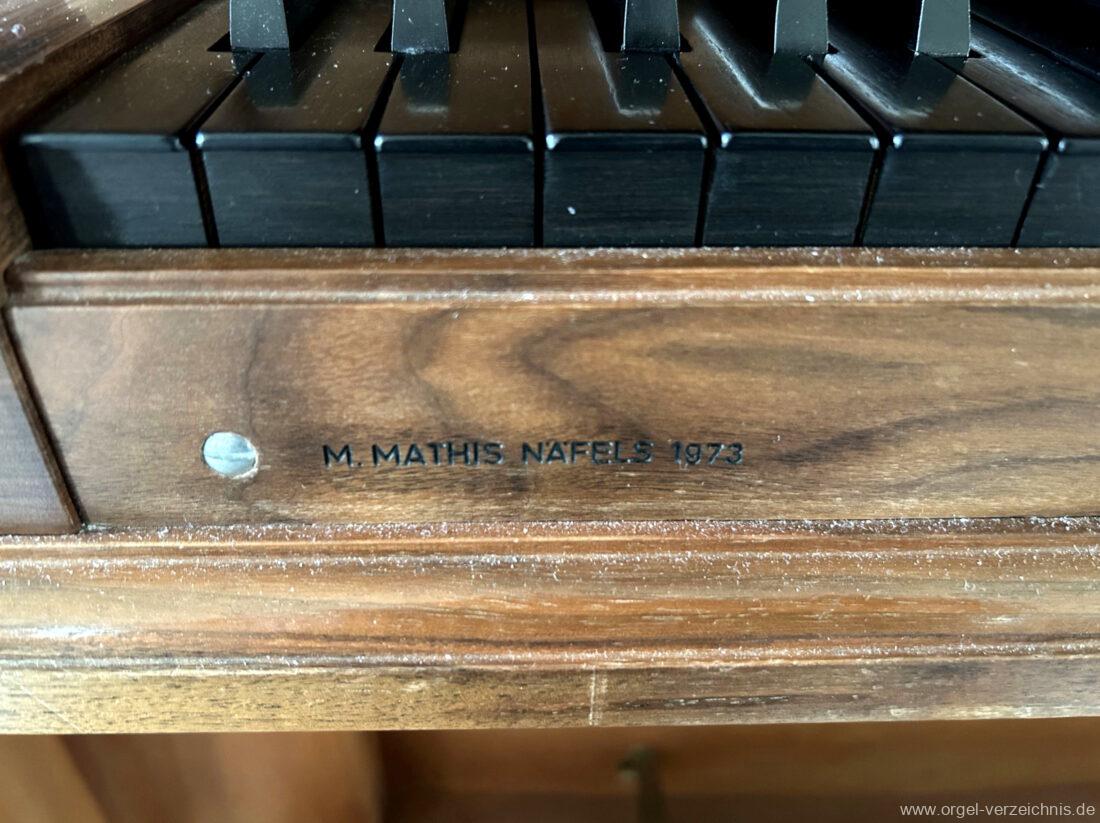 M. MATHIS NÄFELS 1973
www.orgel-verzeichnis.de